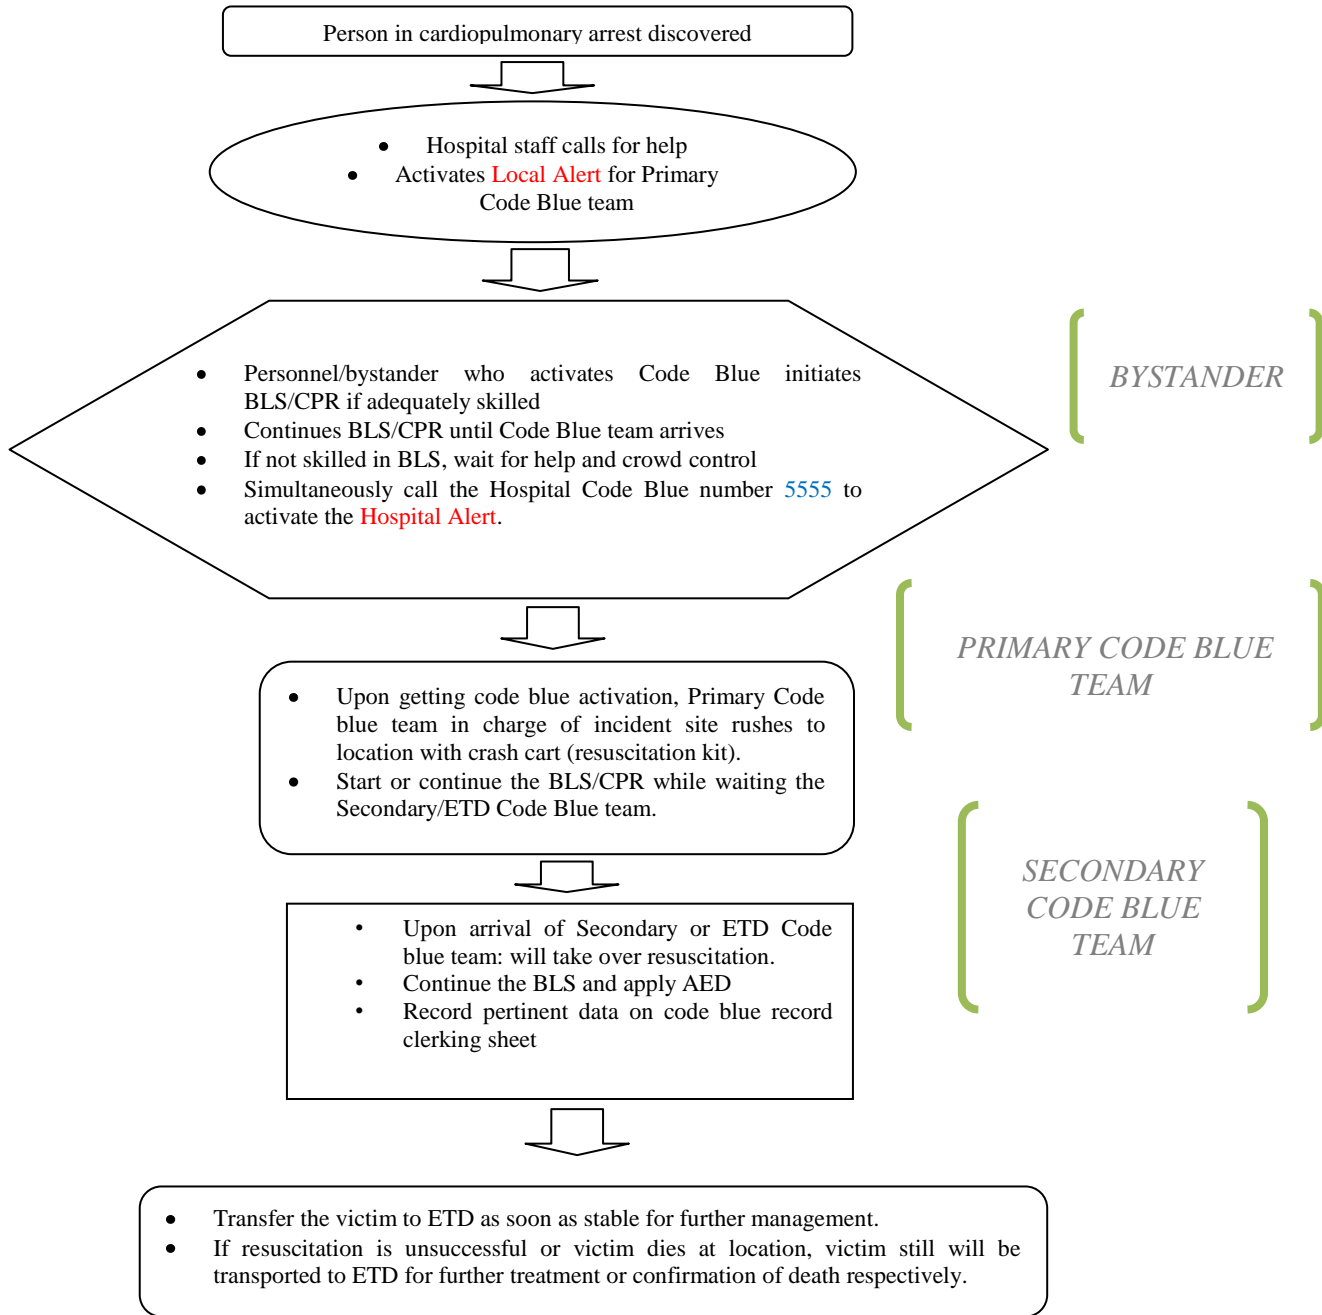 Person in cardiopulmonary arrest discovered
• Hospital staff calls for help
• Activates Local Alert for Primary
Code Blue team
• Personnel/bystander who activates Code Blue initiates
BLS/CPR if adequately skilled
• Continues BLS/CPR until Code Blue team arrives
• If not skilled in BLS, wait for help and crowd control
• Simultaneously call the Hospital Code Blue number 5555 to
activate the Hospital Alert.
BYSTANDER
• Upon getting code blue activation, Primary Code
blue team in charge of incident site rushes to
location with crash cart (resuscitation kit).
• Start or continue the BLS/CPR while waiting the
Secondary/ETD Code Blue team.
PRIMARY CODE BLUE
TEAM
• Upon arrival of Secondary or ETD Code
blue team: will take over resuscitation.
• Continue the BLS and apply AED
• Record pertinent data on code blue record
clerking sheet
SECONDARY
CODE BLUE
TEAM
• Transfer the victim to ETD as soon as stable for further management.
• If resuscitation is unsuccessful or victim dies at location, victim still will be
transported to ETD for further treatment or confirmation of death respectively.